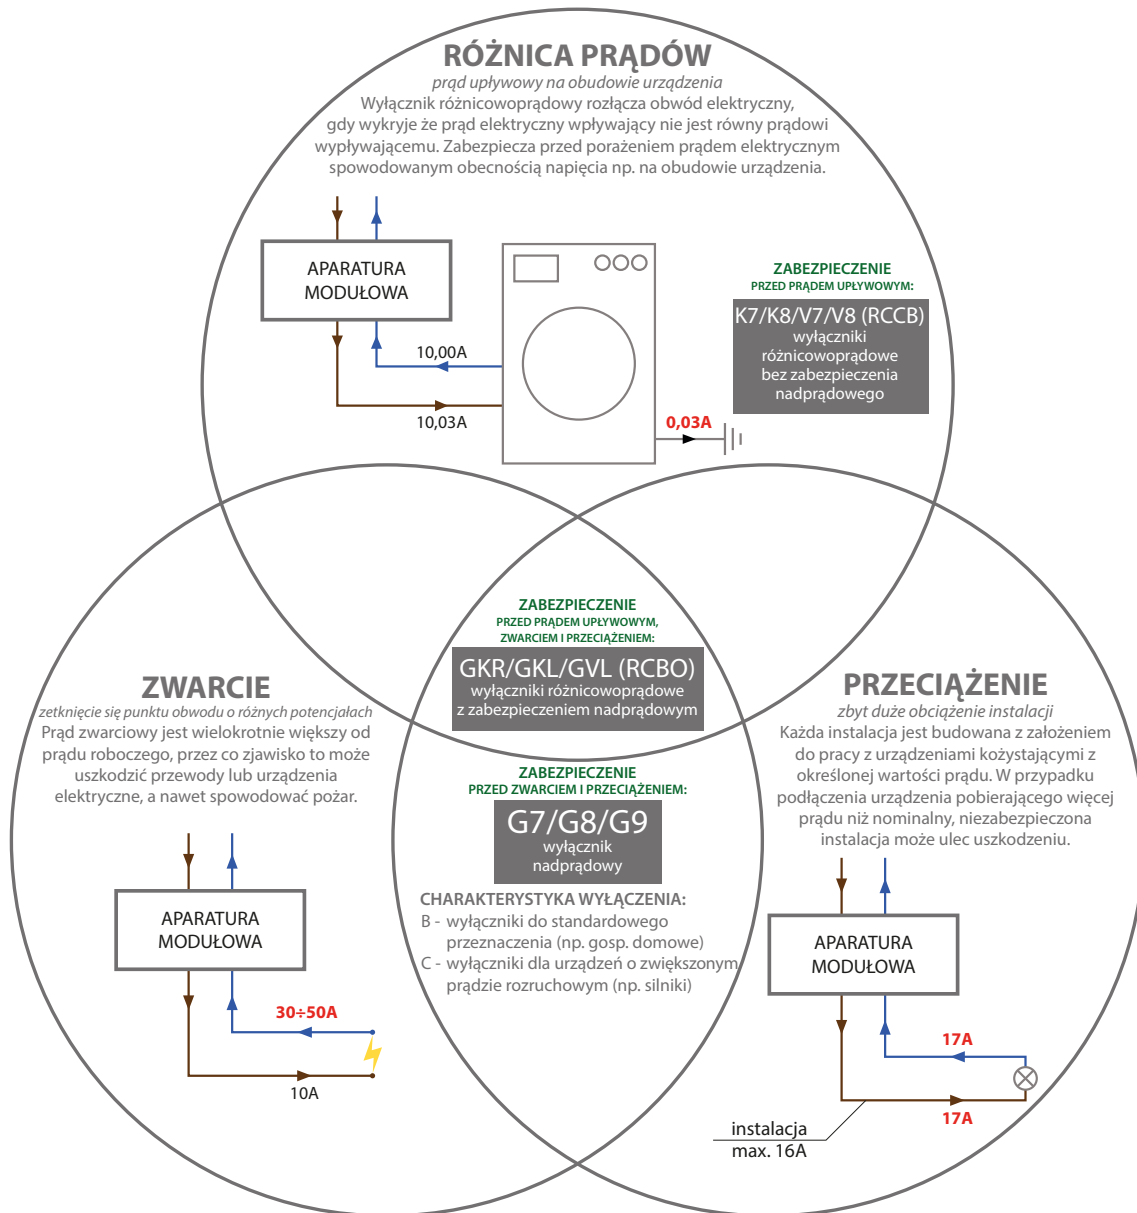 RÓŻNICA PRĄDÓW
prąd upływowy na obudowie urządzenia
Wyłącznik różnicowoprądowy rozłącza obwód elektryczny,
gdy wykryje że prąd elektryczny wpływający nie jest równy prądowi
wypływającemu. Zabezpiecza przed porażeniem prądem elektrycznym
spowodowanym obecnością napięcia np. na obudowie urządzenia.
APARATURA
MODUŁOWA
10,00A
10,03A
0,03A
ZABEZPIECZENIE
PRZED PRĄDEM UPŁYWOWYM:
K7/K8/V7/V8 (RCCB)
wyłączniki
różnicowoprądowe
bez zabezpieczenia
nadprądowego
ZABEZPIECZENIE
PRZED PRĄDEM UPŁYWOWYM,
ZWARCIEM I PRZECIĄŻENIEM:
GKR/GKL/GVL (RCBO)
wyłączniki różnicowoprądowe
z zabezpieczeniem nadprądowym
ZWARCIE
zetknięcie się punktu obwodu o różnych potencjałach
Prąd zwarciowy jest wielokrotnie większy od
prądu roboczego, przez co zjawisko to może
uszkodzić przewody lub urządzenia
elektryczne, a nawet spowodować pożar.
APARATURA
MODUŁOWA
30÷50A
10A
ZABEZPIECZENIE
PRZED ZWARCIEM I PRZECIĄŻENIEM:
G7/G8/G9
wyłącznik
nadprądowy
CHARAKTERYSTYKA WYŁĄCZENIA:
B - wyłączniki do standardowego
przeznaczenia (np. gosp. domowe)
C - wyłączniki dla urządzeń o zwiększonym
prądzie rozruchowym (np. silniki)
PRZECIĄŻENIE
zbyt duże obciążenie instalacji
Każda instalacja jest budowana z założeniem
do pracy z urządzeniami kożystającymi z
określonej wartości prądu. W przypadku
podłączenia urządzenia pobierającego więcej
prądu niż nominalny, niezabezpieczona
instalacja może ulec uszkodzeniu.
APARATURA
MODUŁOWA
17A
17A
instalacja
max. 16A